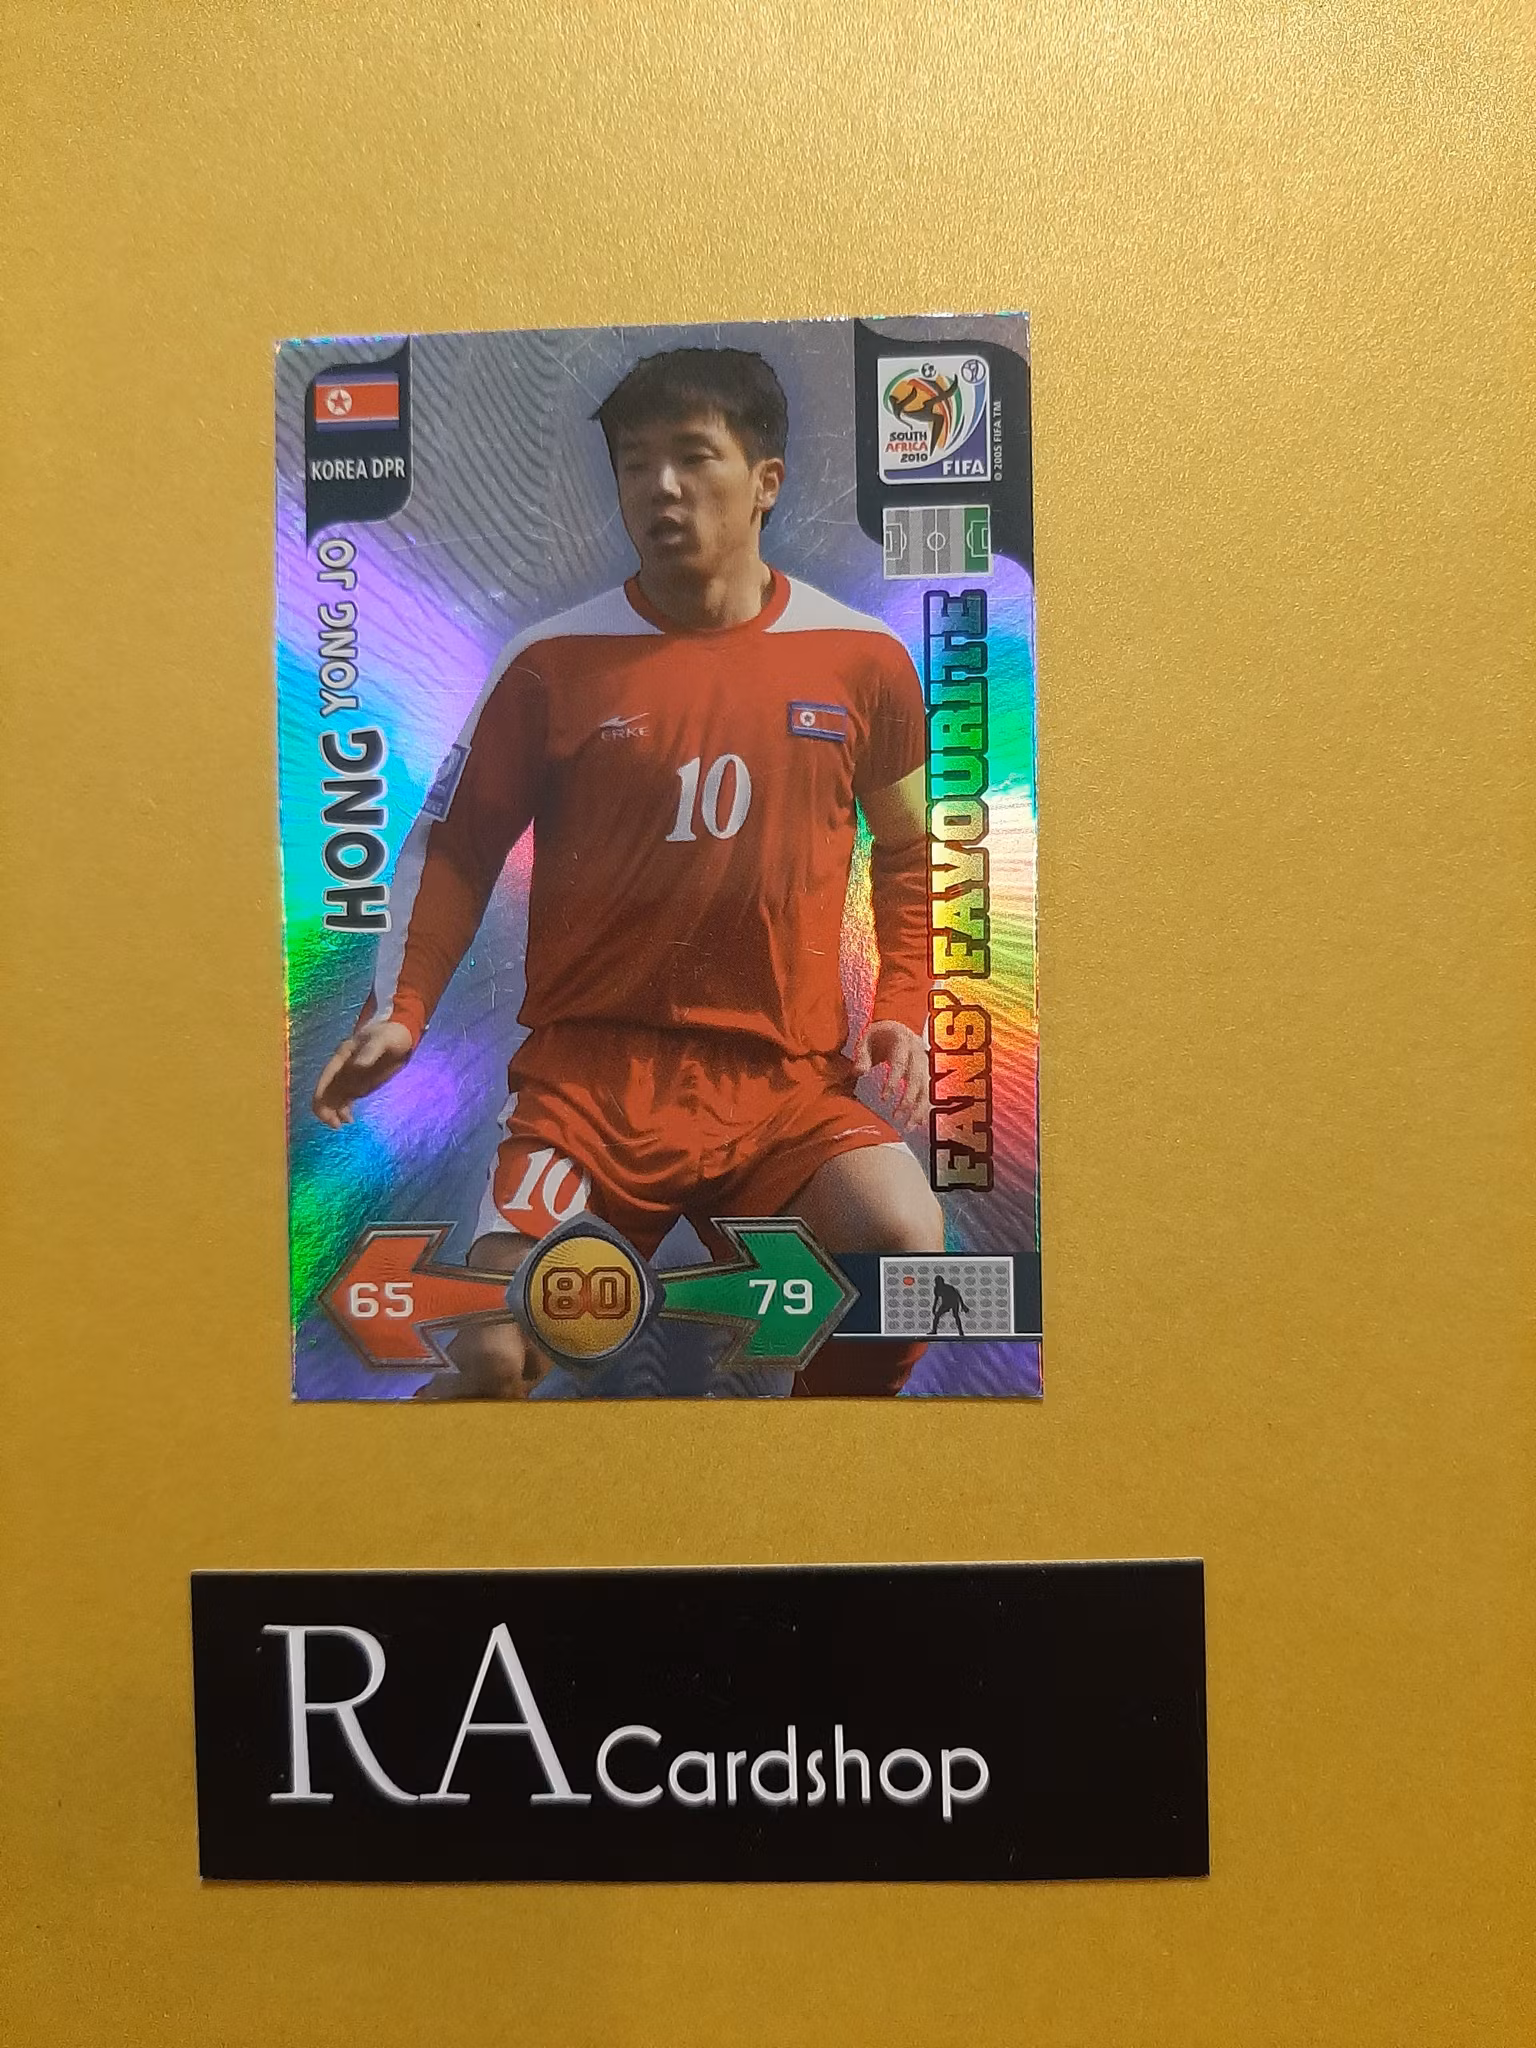 KOREA DPR
HONG YONG JO
SOUTH
AFRICA
2010
FIFA
© 2005 FIFA TM
FANS' FAVOURITE
ERKE
10
10
65
80
79
RA Cardshop